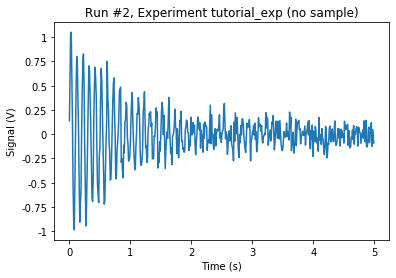 Run #2, Experiment tutorial_exp (no sample)
Signal (V)
1
0.75
0.5
0.25
0
-0.25
-0.5
-0.75
-1
0 1 2 3 4 5
Time (s)